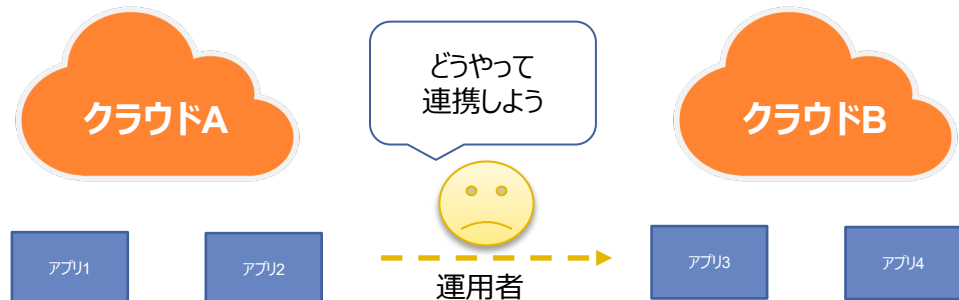 クラウドA
どうやって
連携しよう
クラウドB
アプリ1
アプリ2
運用者
アプリ3
アプリ4